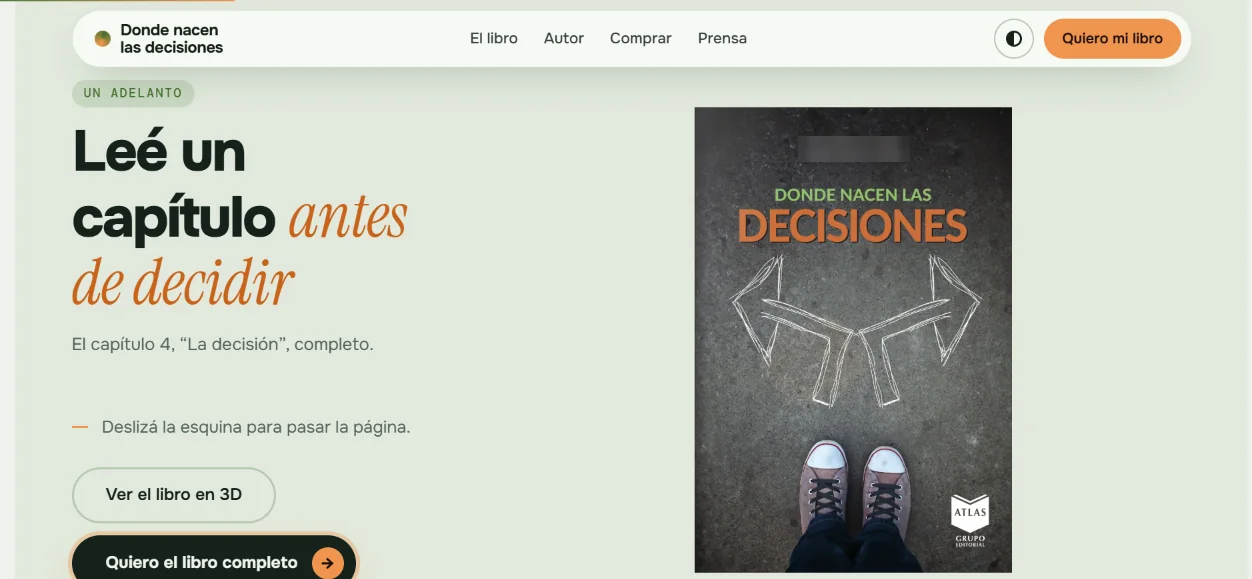 Donde nacen
las decisiones
El libro
Autor
Comprar
Prensa
Quiero mi libro
UN ADELANTO
Leé un
capítulo antes
de decidir
El capítulo 4, “La decisión”, completo.
Deslizá la esquina para pasar la página.
Ver el libro en 3D
Quiero el libro completo
DONDE NACEN LAS
DECISIONES
ATLAS
GRUPO
EDITORIAL